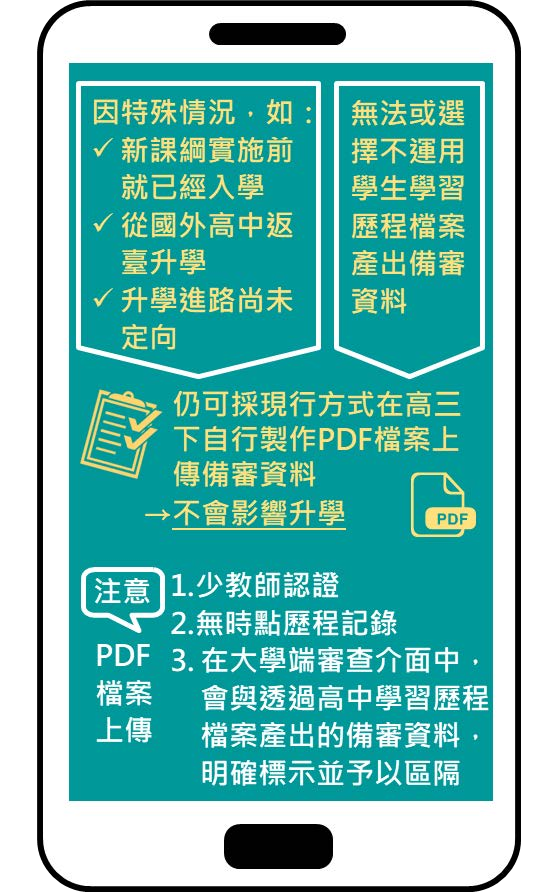 因特殊情況，如：
✓ 新課綱實施前
就已經入學
✓ 從國外高中返
臺升學
✓ 升學進路尚未
定向
無法或選
擇不運用
學生學習
歷程檔案
產出備審
資料
仍可採現行方式在高三
下自行製作PDF檔案上
傳備審資料
→不會影響升學
PDF
注意
PDF
檔案
上傳
1.少教師認證
2.無時點歷程記錄
3. 在大學端審查介面中，
會與透過高中學習歷程
檔案產出的備審資料，
明確標示並予以區隔